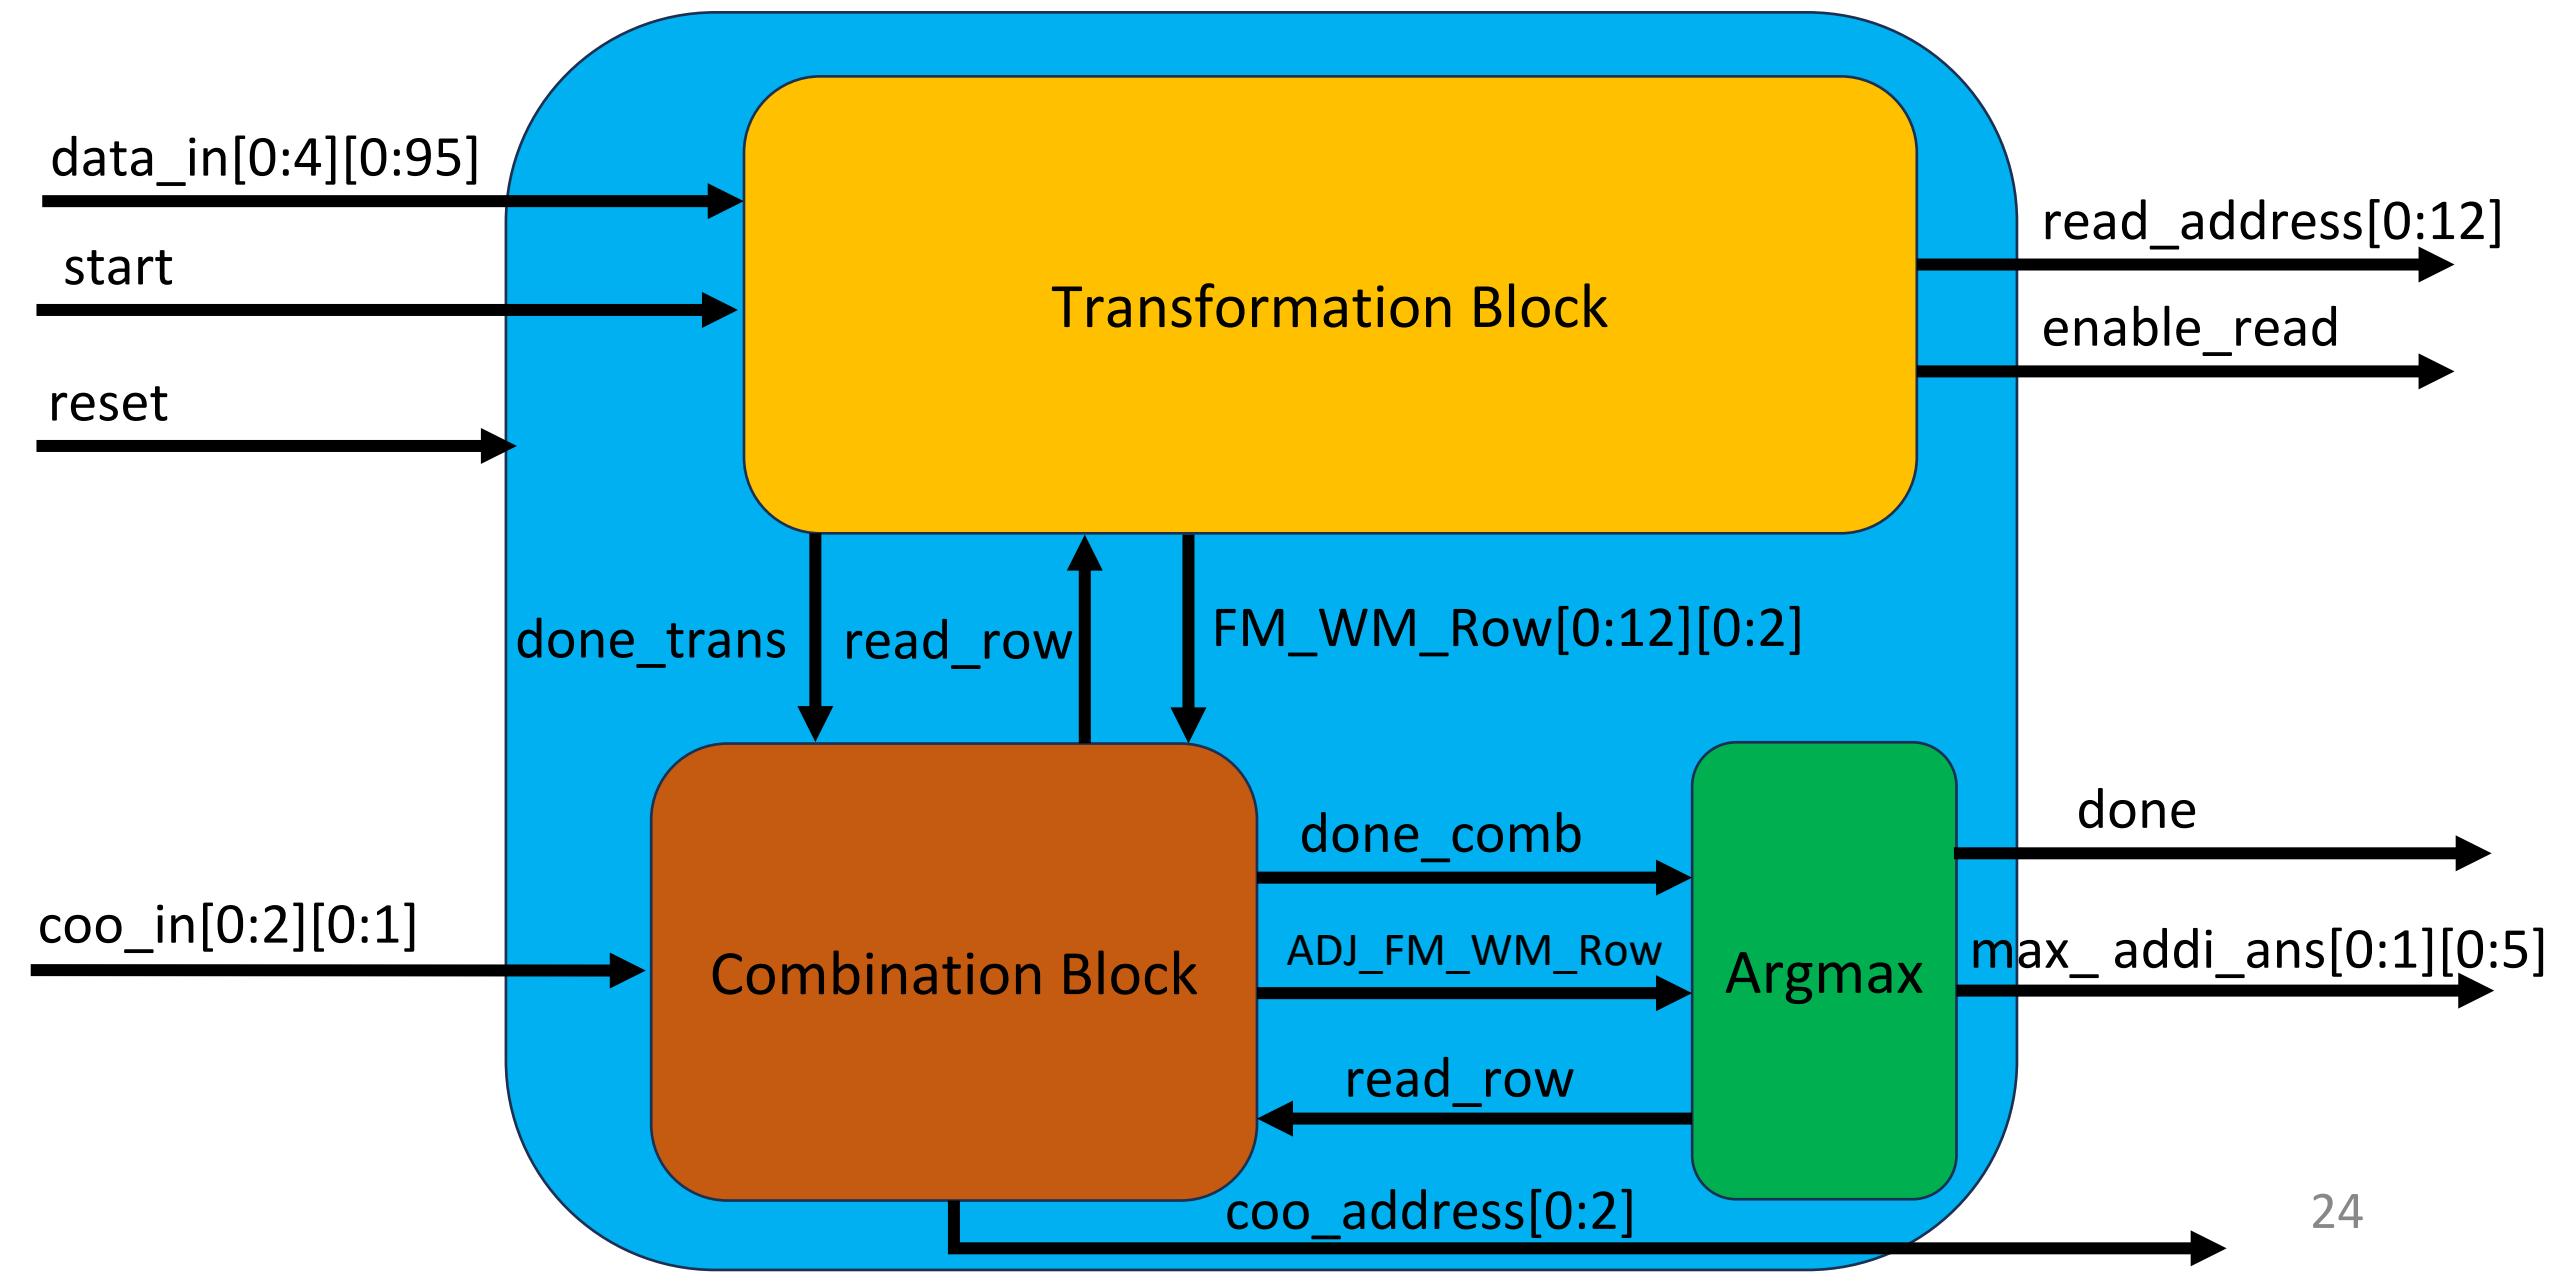 data_in[0:4][0:95]
start
reset
Transformation Block
read_address[0:12]
enable_read
done_trans
read_row
FM_WM_Row[0:12][0:2]
coo_in[0:2][0:1]
Combination Block
done_comb
ADJ_FM_WM_Row
read_row
Argmax
done
max_ addi_ans[0:1][0:5]
coo_address[0:2]
24